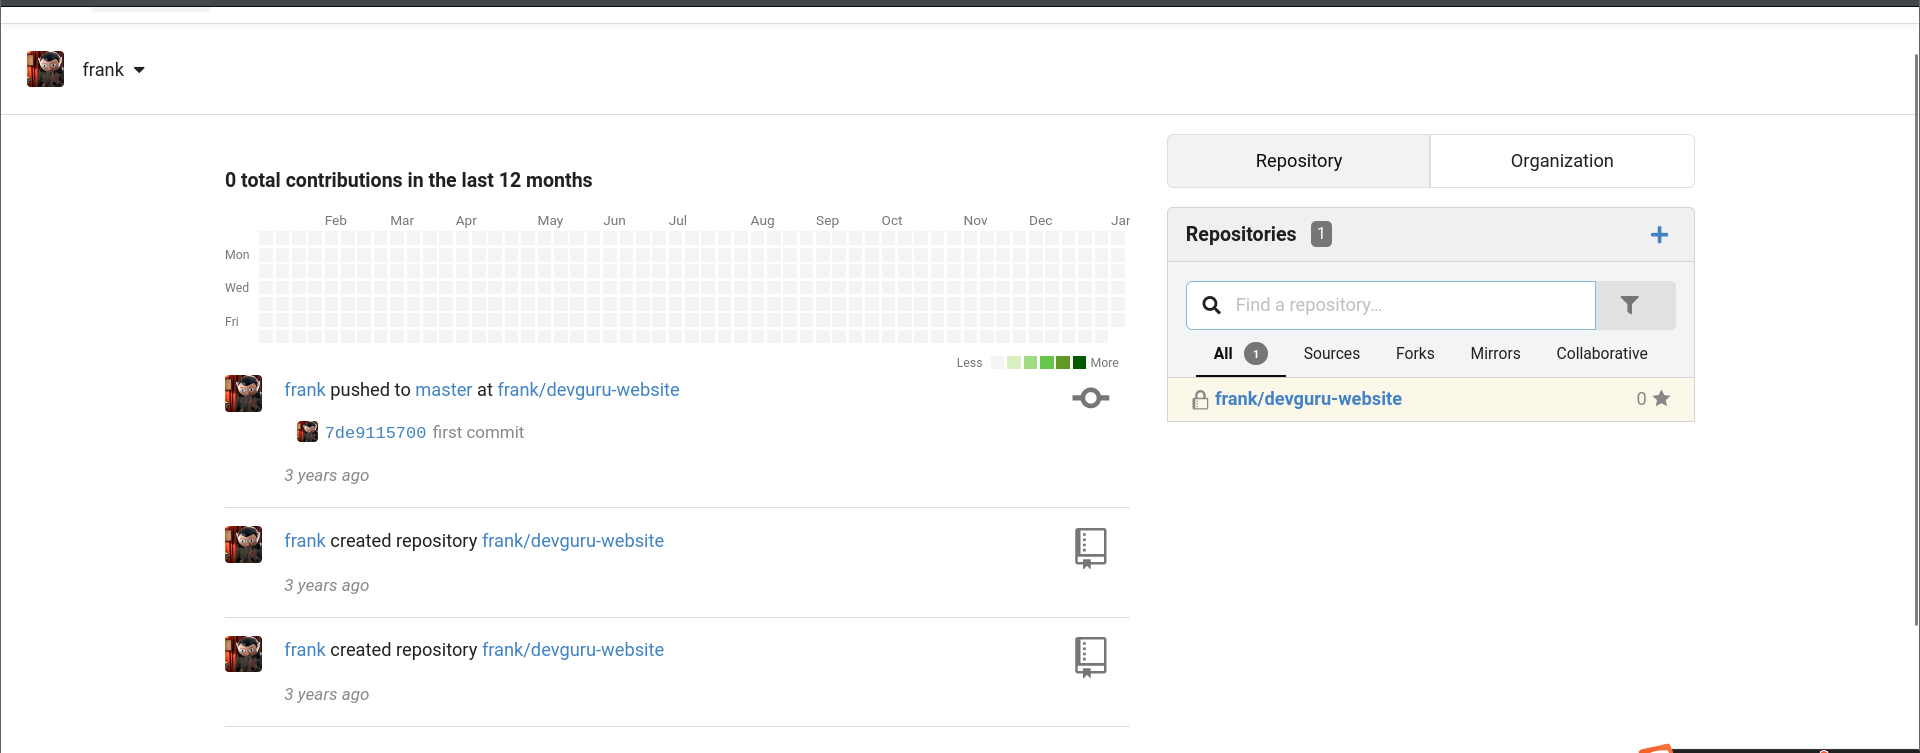 frank
0 total contributions in the last 12 months
Feb Mar Apr May Jun Jul Aug Sep Oct Nov Dec Jan
Mon
Wed
Fri
Less More
frank pushed to master at frank/devguru-website
7de9115700 first commit
3 years ago
frank created repository frank/devguru-website
3 years ago
frank created repository frank/devguru-website
3 years ago
Repository Organization
Repositories 1
Find a repository...
All 1 Sources Forks Mirrors Collaborative
frank/devguru-website 0